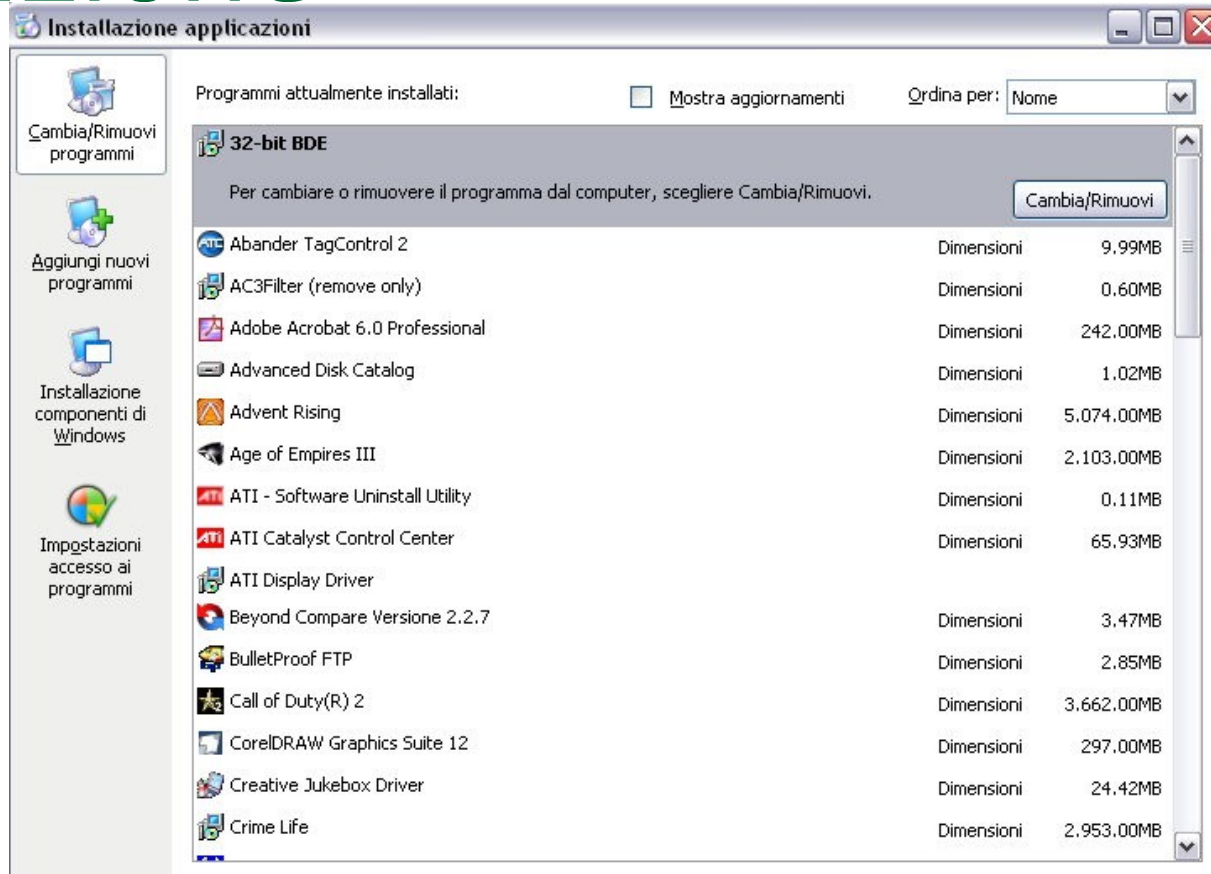 Installazione applicazioni
Cambia/Rimuovi
programmi
Aggiungi nuovi
programmi
Installazione
componenti di
Windows
Impostazioni
accesso ai
programmi
Programmi attualmente installati:
Mostra aggiornamenti
Ordina per: Nome
32-bit BDE
Per cambiare o rimuovere il programma dal computer, scegliere Cambia/Rimuovi.
Cambia/Rimuovi
Abander TagControl 2 Dimensioni 9.99MB
AC3Filter (remove only) Dimensioni 0.60MB
Adobe Acrobat 6.0 Professional Dimensioni 242.00MB
Advanced Disk Catalog Dimensioni 1.02MB
Advent Rising Dimensioni 5.074.00MB
Age of Empires III Dimensioni 2.103.00MB
ATI - Software Uninstall Utility Dimensioni 0.11MB
ATI Catalyst Control Center Dimensioni 65.93MB
ATI Display Driver
Beyond Compare Versione 2.2.7 Dimensioni 3.47MB
BulletProof FTP Dimensioni 2.85MB
Call of Duty(R) 2 Dimensioni 3.662.00MB
CorelDRAW Graphics Suite 12 Dimensioni 297.00MB
Creative Jukebox Driver Dimensioni 24.42MB
Crime Life Dimensioni 2.953.00MB